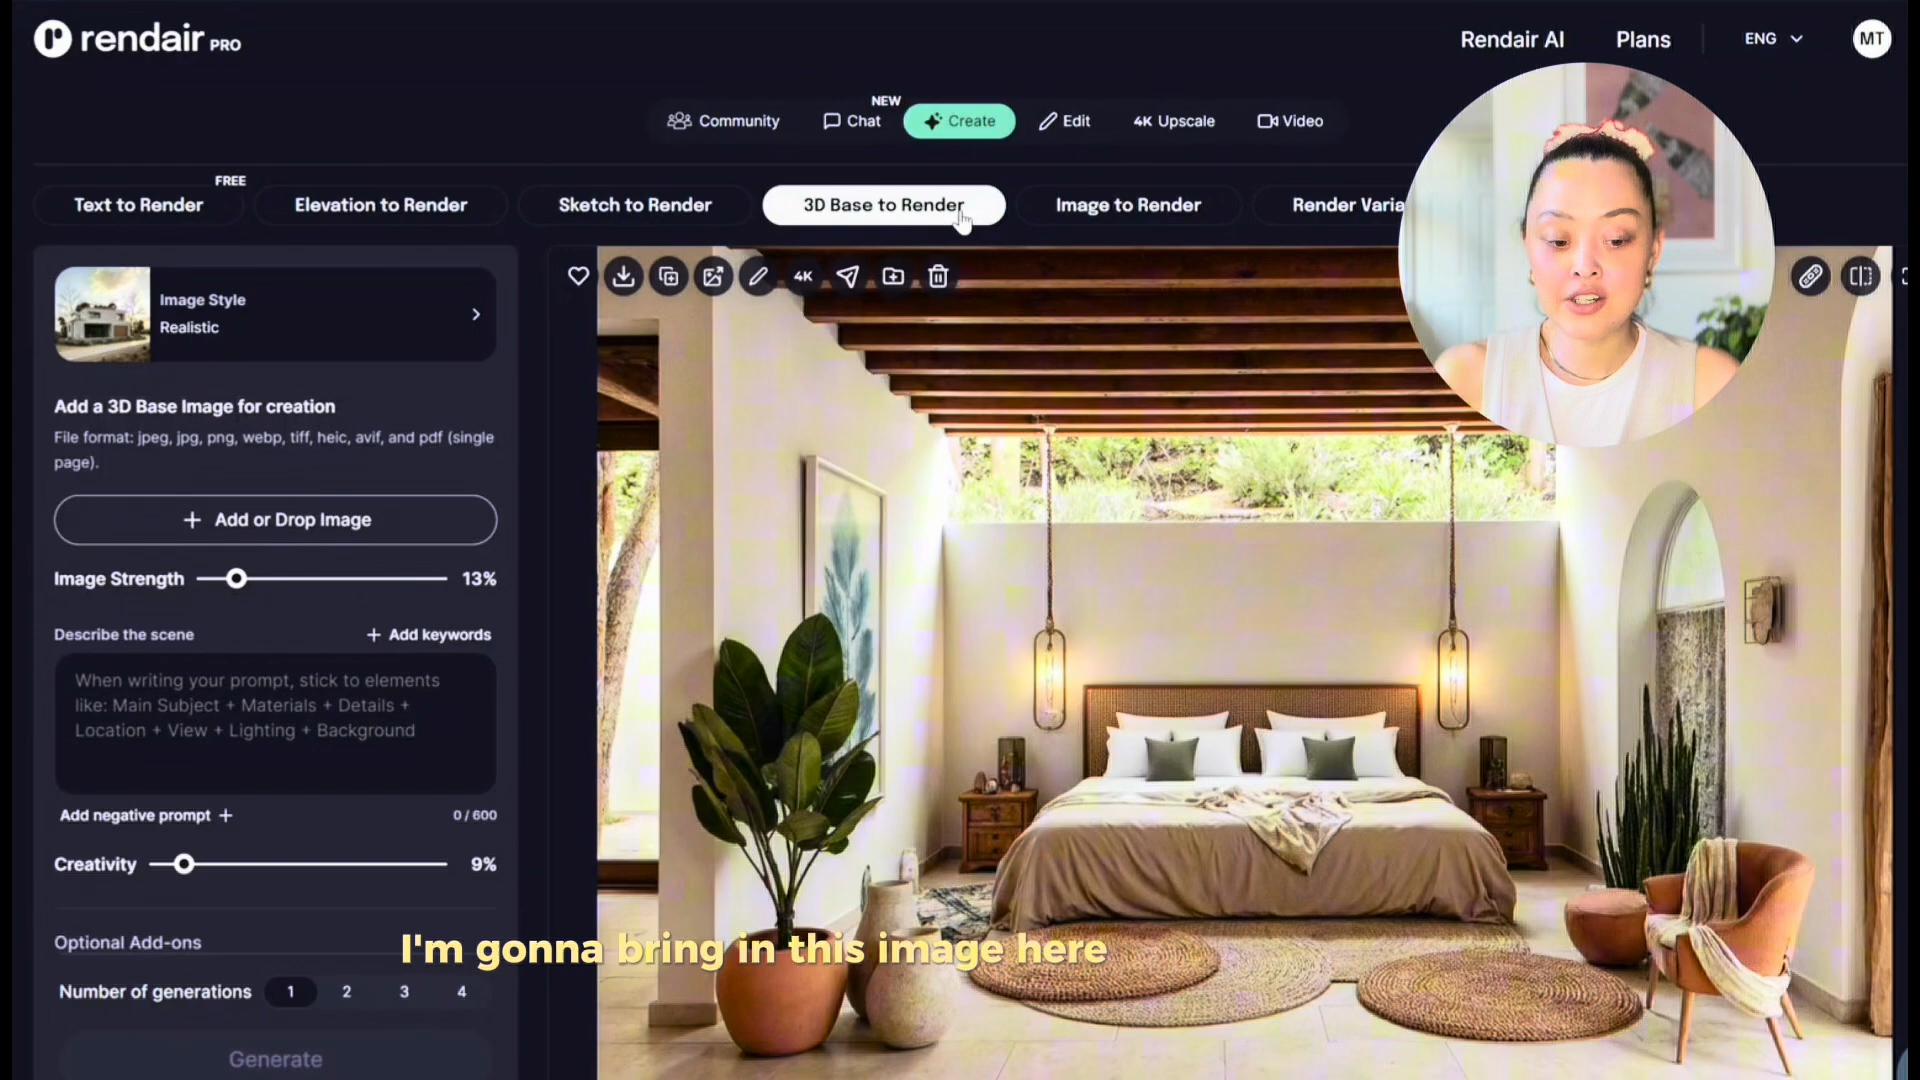 rendair PRO
Rendair AI
Plans
ENG
MT
Community
NEW
Chat
Create
Edit
4K Upscale
Video
FREE
Text to Render
Elevation to Render
Sketch to Render
3D Base to Render
Image to Render
Render Varia
4K
Image Style
Realistic
Add a 3D Base Image for creation
File format: jpeg, jpg, png, webp, tiff, heic, avif, and pdf (single
page).
+ Add or Drop Image
Image Strength
13%
Describe the scene
+ Add keywords
When writing your prompt, stick to elements
like: Main Subject + Materials + Details +
Location + View + Lighting + Background
Add negative prompt +
0 / 600
Creativity
9%
Optional Add-ons
I'm gonna bring in this image here
Number of generations
1
2
3
4
Generate